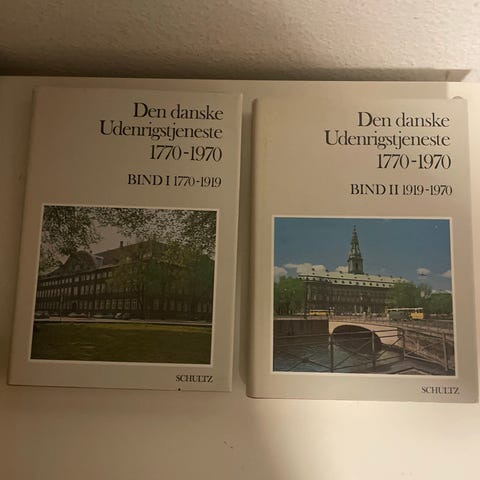 Den danske
Udenrigstjeneste
1770-1970
BIND I 1770-1919
SCHULTZ
Den danske
Udenrigstjeneste
1770-1970
BIND II 1919-1970
SCHULTZ